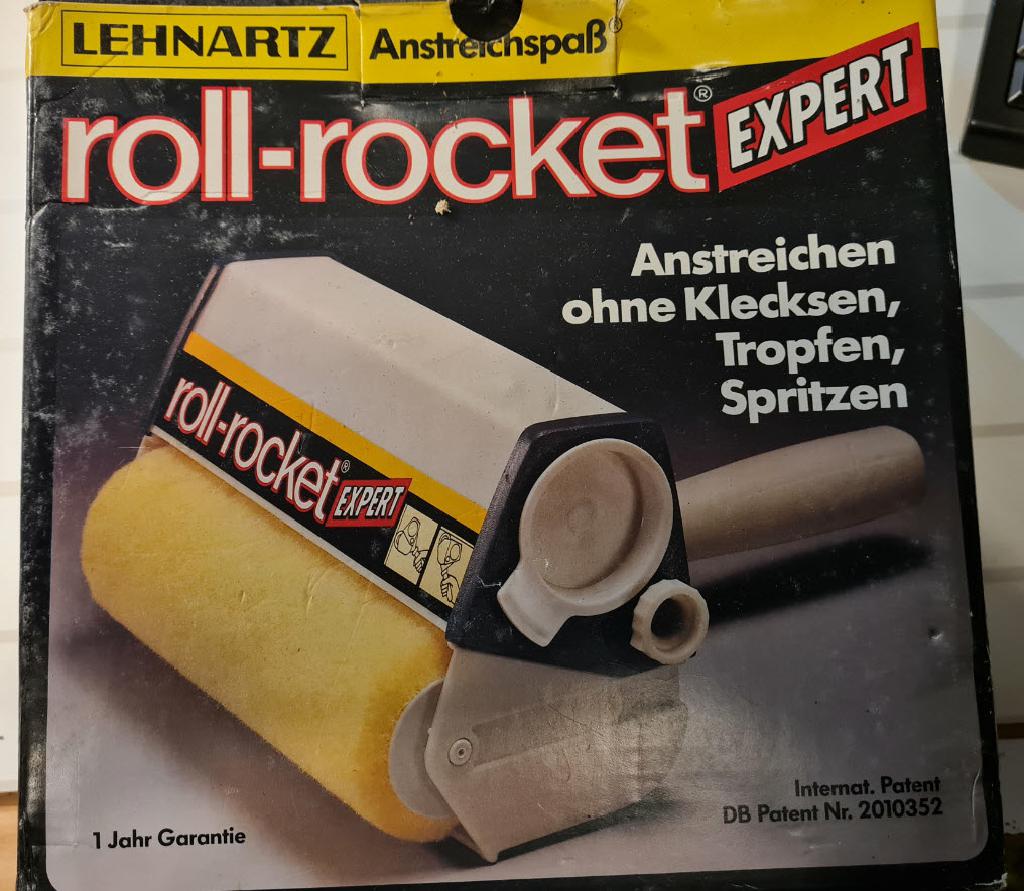 LEHNARTZ Anstreichspaß®
roll-rocket® EXPERT
Anstreichen
ohne Klecksen,
Tropfen,
Spritzen
roll-rocket® EXPERT
Internat. Patent
DB Patent Nr. 2010352
1 Jahr Garantie